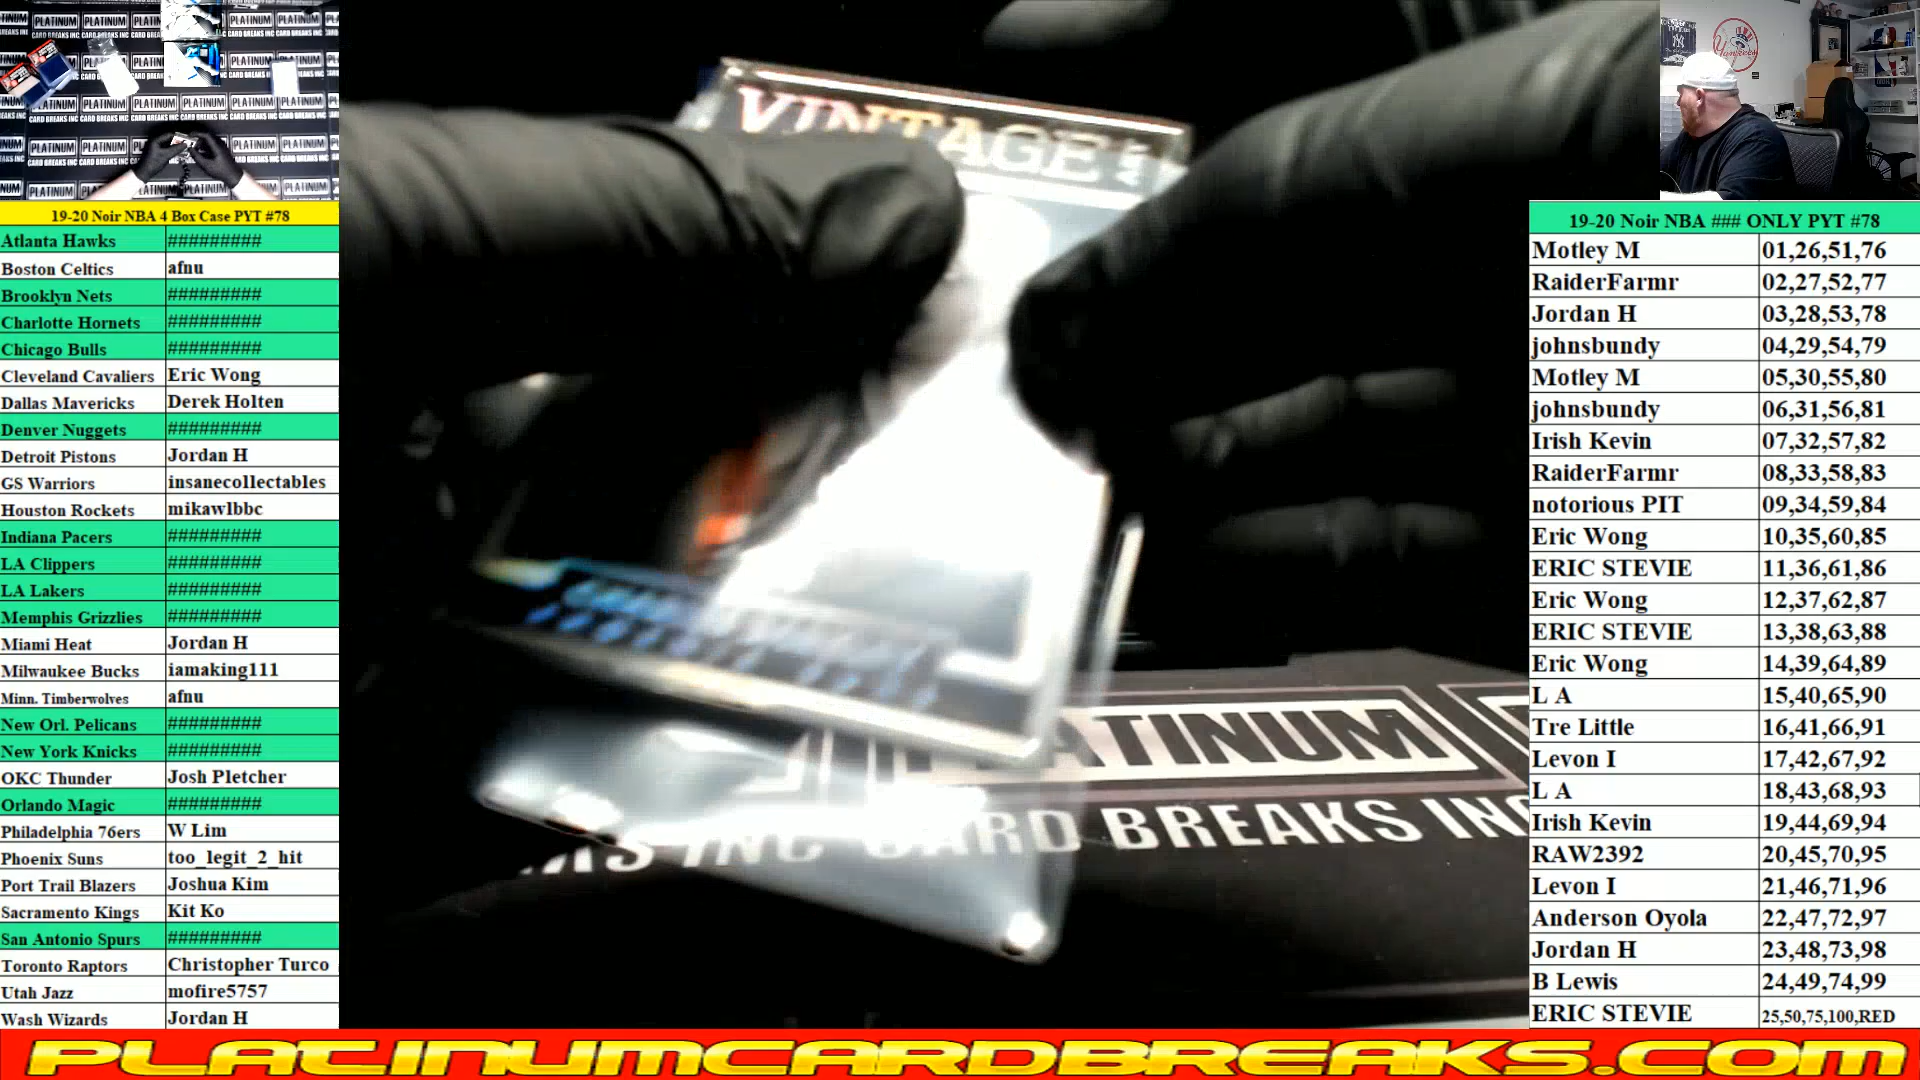 19-20 Noir NBA 4 Box Case PYT #78
Atlanta Hawks #########
Boston Celtics afnu
Brooklyn Nets #########
Charlotte Hornets #########
Chicago Bulls #########
Cleveland Cavaliers Eric Wong
Dallas Mavericks Derek Holten
Denver Nuggets #########
Detroit Pistons Jordan H
GS Warriors insanecollectables
Houston Rockets mikawlbbc
Indiana Pacers #########
LA Clippers #########
LA Lakers #########
Memphis Grizzlies #########
Miami Heat Jordan H
Milwaukee Bucks iamaking111
Minn. Timberwolves afnu
New Orl. Pelicans #########
New York Knicks #########
OKC Thunder Josh Pletcher
Orlando Magic #########
Philadelphia 76ers W Lim
Phoenix Suns too_legit_2_hit
Port Trail Blazers Joshua Kim
Sacramento Kings Kit Ko
San Antonio Spurs #########
Toronto Raptors Christopher Turco
Utah Jazz mofire5757
Wash Wizards Jordan H
VINTAGE
PLATINUM
INC CARD BREAKS INC
19-20 Noir NBA ### ONLY PYT #78
Motley M 01,26,51,76
RaiderFarmr 02,27,52,77
Jordan H 03,28,53,78
johnsbundy 04,29,54,79
Motley M 05,30,55,80
johnsbundy 06,31,56,81
Irish Kevin 07,32,57,82
RaiderFarmr 08,33,58,83
notorious PIT 09,34,59,84
Eric Wong 10,35,60,85
ERIC STEVIE 11,36,61,86
Eric Wong 12,37,62,87
ERIC STEVIE 13,38,63,88
Eric Wong 14,39,64,89
L A 15,40,65,90
Tre Little 16,41,66,91
Levon I 17,42,67,92
L A 18,43,68,93
Irish Kevin 19,44,69,94
RAW2392 20,45,70,95
Levon I 21,46,71,96
Anderson Oyola 22,47,72,97
Jordan H 23,48,73,98
B Lewis 24,49,74,99
ERIC STEVIE 25,50,75,100,RED
PLATINUMCARDBREAKS.COM